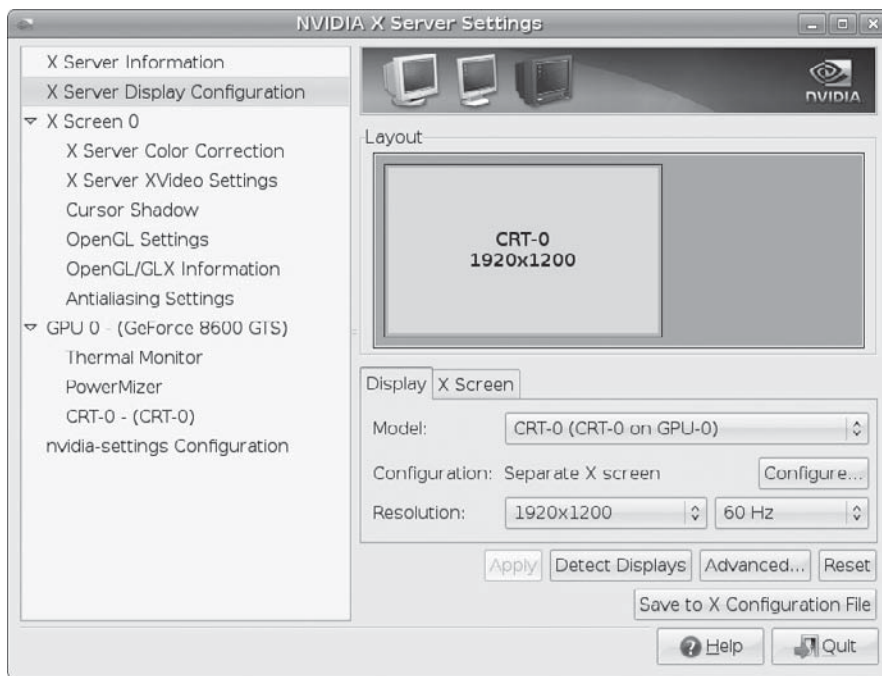 NVIDIA X Server Settings
X Server Information
X Server Display Configuration
X Screen 0
X Server Color Correction
X Server XVideo Settings
Cursor Shadow
OpenGL Settings
OpenGL/GLX Information
Antialiasing Settings
GPU 0 - (GeForce 8600 GTS)
Thermal Monitor
PowerMizer
CRT-0 - (CRT-0)
nvidia-settings Configuration
NVIDIA
Layout
CRT-0
1920x1200
Display X Screen
Model: CRT-0 (CRT-0 on GPU-0)
Configuration: Separate X screen Configure...
Resolution: 1920x1200 60 Hz
Apply Detect Displays Advanced... Reset
Save to X Configuration File
Help Quit